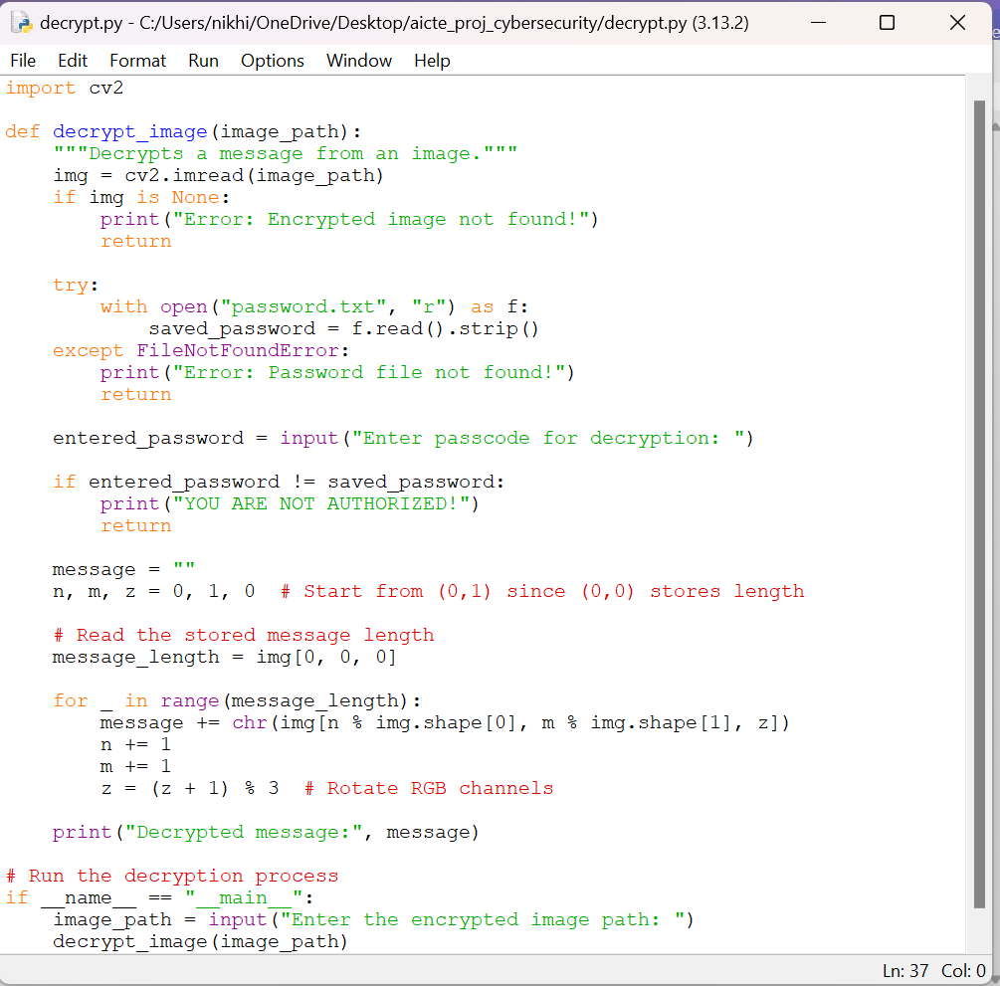 decrypt.py - C:/Users/nikhi/OneDrive/Desktop/aicte_proj_cybersecurity/decrypt.py (3.13.2)
File Edit Format Run Options Window Help
import cv2

def decrypt_image(image_path):
    """Decrypts a message from an image."""
    img = cv2.imread(image_path)
    if img is None:
        print("Error: Encrypted image not found!")
        return

    try:
        with open("password.txt", "r") as f:
            saved_password = f.read().strip()
    except FileNotFoundError:
        print("Error: Password file not found!")
        return

    entered_password = input("Enter passcode for decryption: ")

    if entered_password != saved_password:
        print("YOU ARE NOT AUTHORIZED!")
        return

    message = ""
    n, m, z = 0, 1, 0  # Start from (0,1) since (0,0) stores length

    # Read the stored message length
    message_length = img[0, 0, 0]

    for _ in range(message_length):
        message += chr(img[n % img.shape[0], m % img.shape[1], z])
        n += 1
        m += 1
        z = (z + 1) % 3  # Rotate RGB channels

    print("Decrypted message:", message)

# Run the decryption process
if __name__ == "__main__":
    image_path = input("Enter the encrypted image path: ")
    decrypt_image(image_path)
Ln: 37 Col: 0